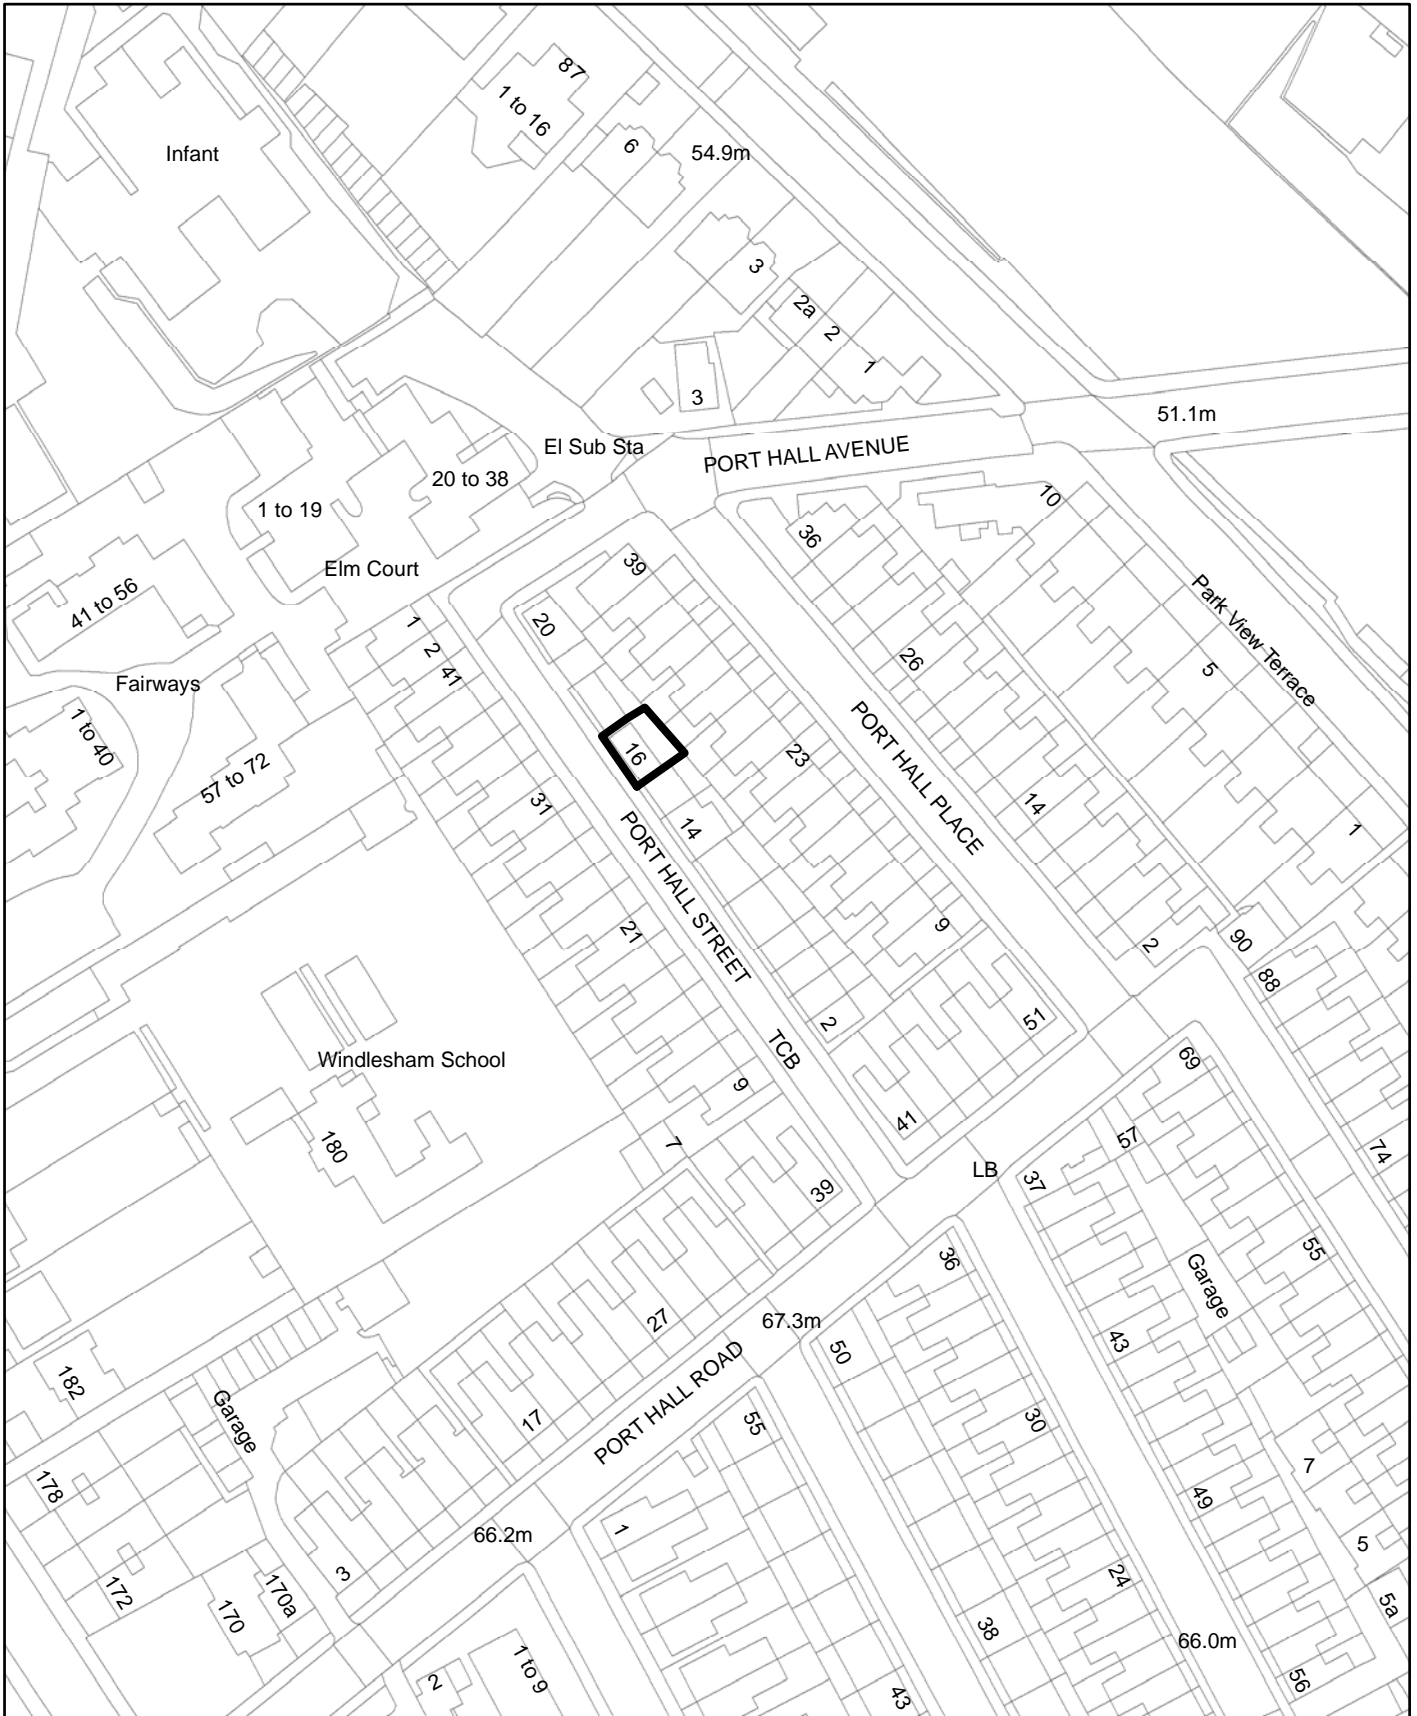 87
1 to 16
Infant
6
54.9m
3
2a
2
1
3
51.1m
El Sub Sta
PORT HALL AVENUE
20 to 38
1 to 19
10
36
Elm Court
39
41 to 56
20
1
2
41
26
Park View Terrace
5
Fairways
1 to 40
16
57 to 72
23
PORT HALL PLACE
31
14
14
1
PORT HALL STREET
21
9
2
90
88
2
51
TCB
Windlesham School
9
69
41
180
7
57
74
LB
37
39
36
55
Garage
27
67.3m
43
50
PORT HALL ROAD
182
Garage
17
55
30
178
7
49
1
66.2m
5
3
24
172
170a
170
5a
38
66.0m
2
1 to 9
43
56